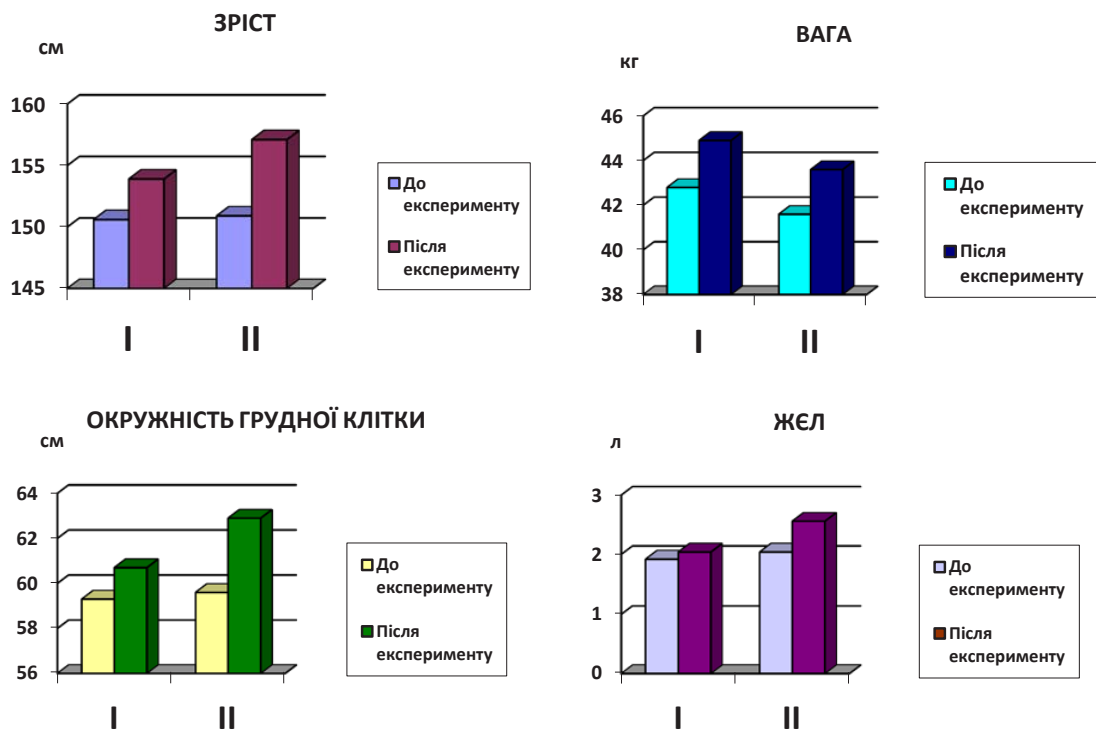 ЗРІСТ
см
160
155
150
145
I II
До
експерименту
Після
експерименту
ВАГА
кг
46
44
42
40
38
I II
До
експерименту
Після
експерименту
ОКРУЖНІСТЬ ГРУДНОЇ КЛІТКИ
см
64
62
60
58
56
I II
До
експерименту
Після
експерименту
ЖЄЛ
л
3
2
1
0
I II
До
експерименту
Після
експерименту